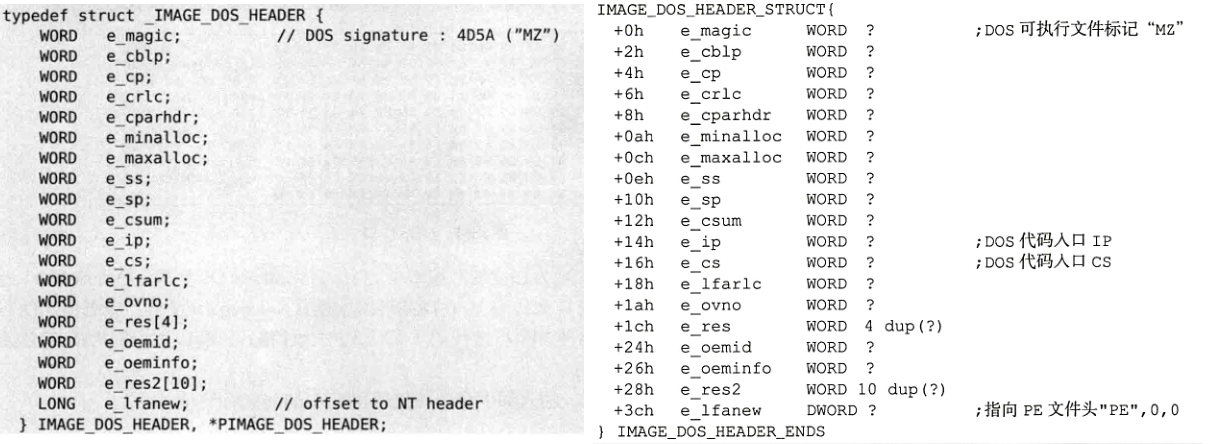 typedef struct _IMAGE_DOS_HEADER {
WORD e_magic; // DOS signature : 4D5A ("MZ")
WORD e_cblp;
WORD e_cp;
WORD e_crlc;
WORD e_cparhdr;
WORD e_minalloc;
WORD e_maxalloc;
WORD e_ss;
WORD e_sp;
WORD e_csum;
WORD e_ip;
WORD e_cs;
WORD e_lfarlc;
WORD e_ovno;
WORD e_res[4];
WORD e_oemid;
WORD e_oeminfo;
WORD e_res2[10];
LONG e_lfanew; // offset to NT header
} IMAGE_DOS_HEADER, *PIMAGE_DOS_HEADER;
IMAGE_DOS_HEADER_STRUCT{
+0h e_magic WORD ? ;DOS 可执行文件标记“MZ”
+2h e_cblp WORD ?
+4h e_cp WORD ?
+6h e_crlc WORD ?
+8h e_cparhdr WORD ?
+0ah e_minalloc WORD ?
+0ch e_maxalloc WORD ?
+0eh e_ss WORD ?
+10h e_sp WORD ?
+12h e_csum WORD ?
+14h e_ip WORD ? ;DOS 代码入口 IP
+16h e_cs WORD ? ;DOS 代码入口 CS
+18h e_lfarlc WORD ?
+1ah e_ovno WORD ?
+1ch e_res WORD 4 dup(?)
+24h e_oemid WORD ?
+26h e_oeminfo WORD ?
+28h e_res2 WORD 10 dup(?)
+3ch e_lfanew DWORD ? ;指向 PE 文件头"PE",0,0
} IMAGE_DOS_HEADER_ENDS